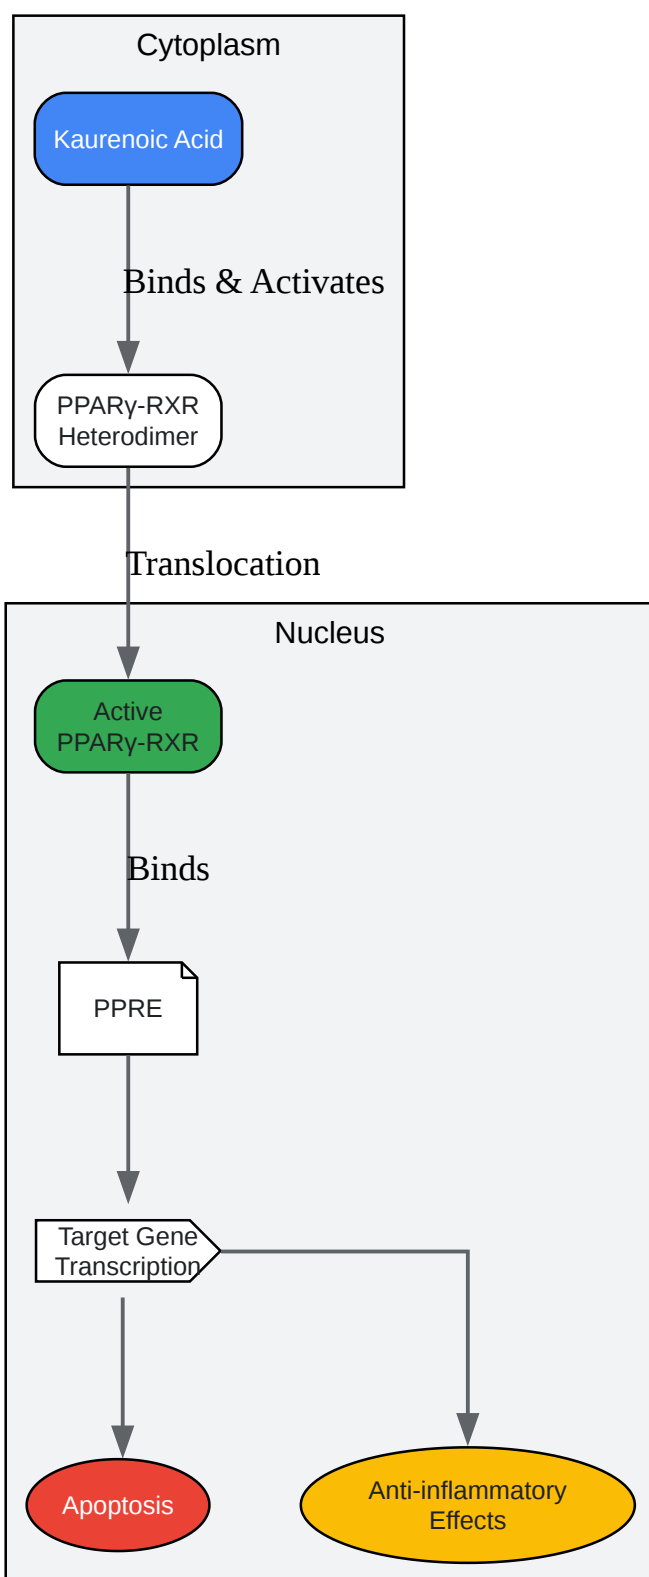 Cytoplasm
Kaurenoic Acid
Binds & Activates
PPARγ-RXR
Heterodimer
Translocation
Nucleus
Active
PPARγ-RXR
Binds
PPRE
Target Gene
Transcription
Apoptosis
Anti-inflammatory
Effects